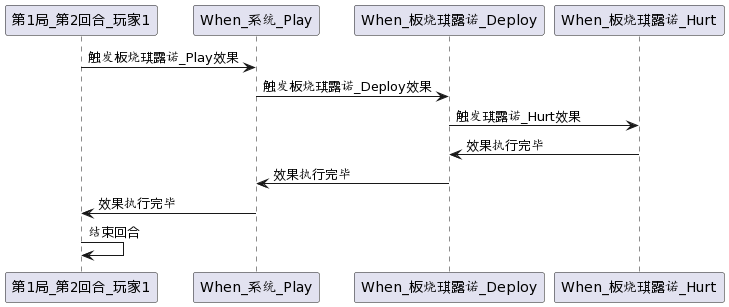 第1局_第2回合_玩家1
When_系统_Play
When_板烧琪露诺_Deploy
When_板烧琪露诺_Hurt
触发板烧琪露诺_Play效果
触发板烧琪露诺_Deploy效果
触发琪露诺_Hurt效果
效果执行完毕
效果执行完毕
效果执行完毕
结束回合
第1局_第2回合_玩家1
When_系统_Play
When_板烧琪露诺_Deploy
When_板烧琪露诺_Hurt